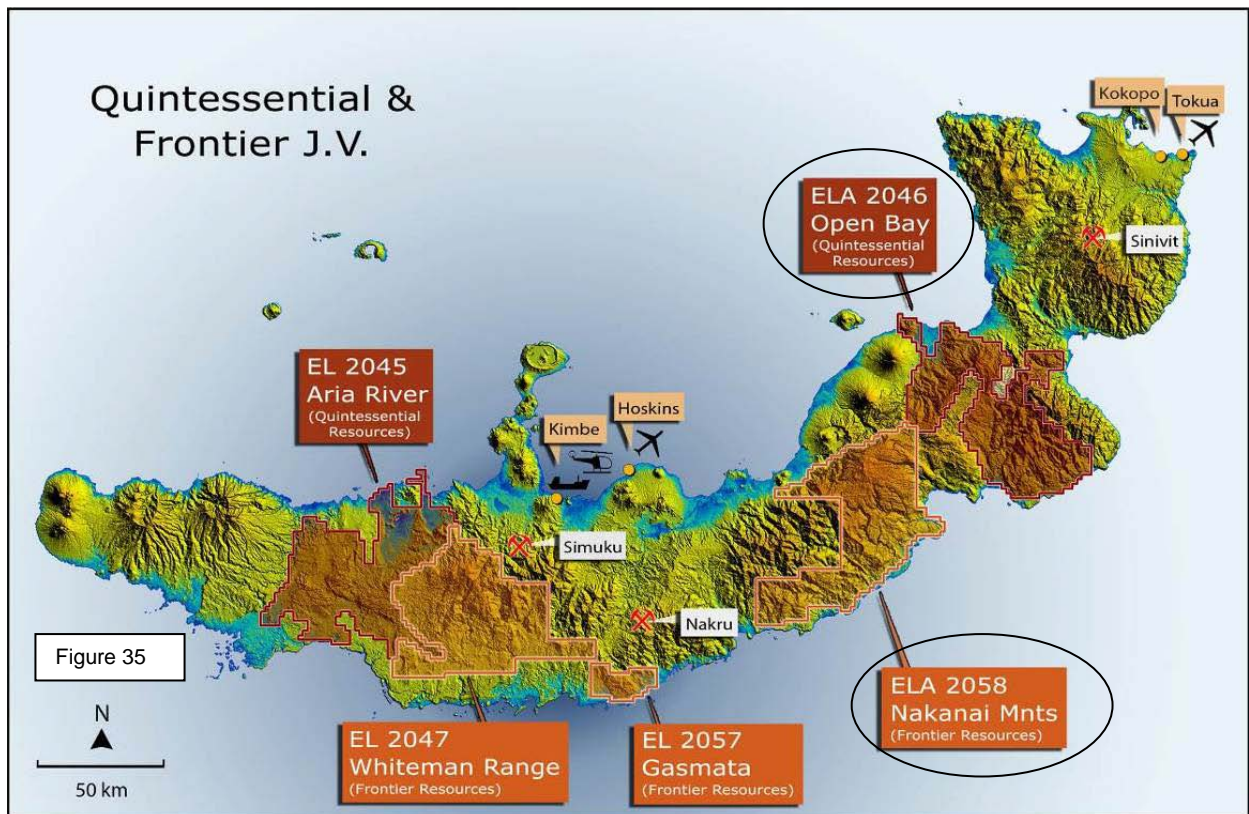 Quintessential &
Frontier J.V.
Kokopo
Tokua
ELA 2046
Open Bay
(Quintessential
Resources)
Sinivit
EL 2045
Aria River
(Quintessential
Resources)
Kimbe
Hoskins
Simuku
Nakru
Figure 35
N
50 km
EL 2047
Whiteman Range
(Frontier Resources)
EL 2057
Gasmata
(Frontier Resources)
ELA 2058
Nakanai Mnts
(Frontier Resources)